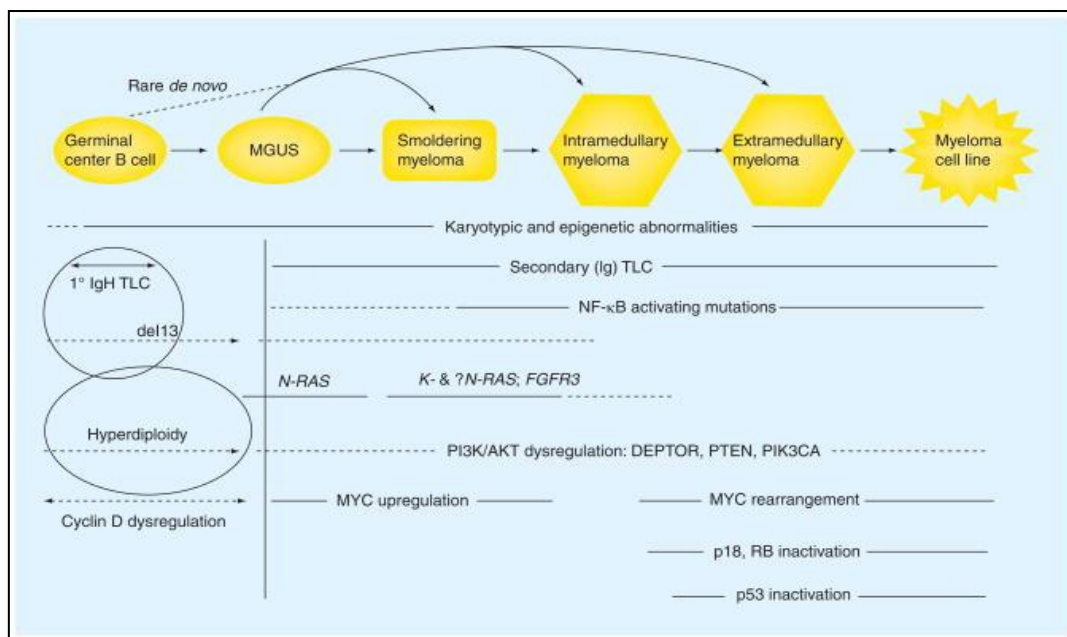 Rare de novo
Germinal
center B cell
MGUS
Smoldering
myeloma
Intramedullary
myeloma
Extramedullary
myeloma
Myeloma
cell line
Karyotypic and epigenetic abnormalities
1° IgH TLC
Secondary (Ig) TLC
NF-κB activating mutations
del13
N-RAS
K- & ?N-RAS; FGFR3
Hyperdiploidy
PI3K/AKT dysregulation: DEPTOR, PTEN, PIK3CA
MYC upregulation
MYC rearrangement
Cyclin D dysregulation
p18, RB inactivation
p53 inactivation